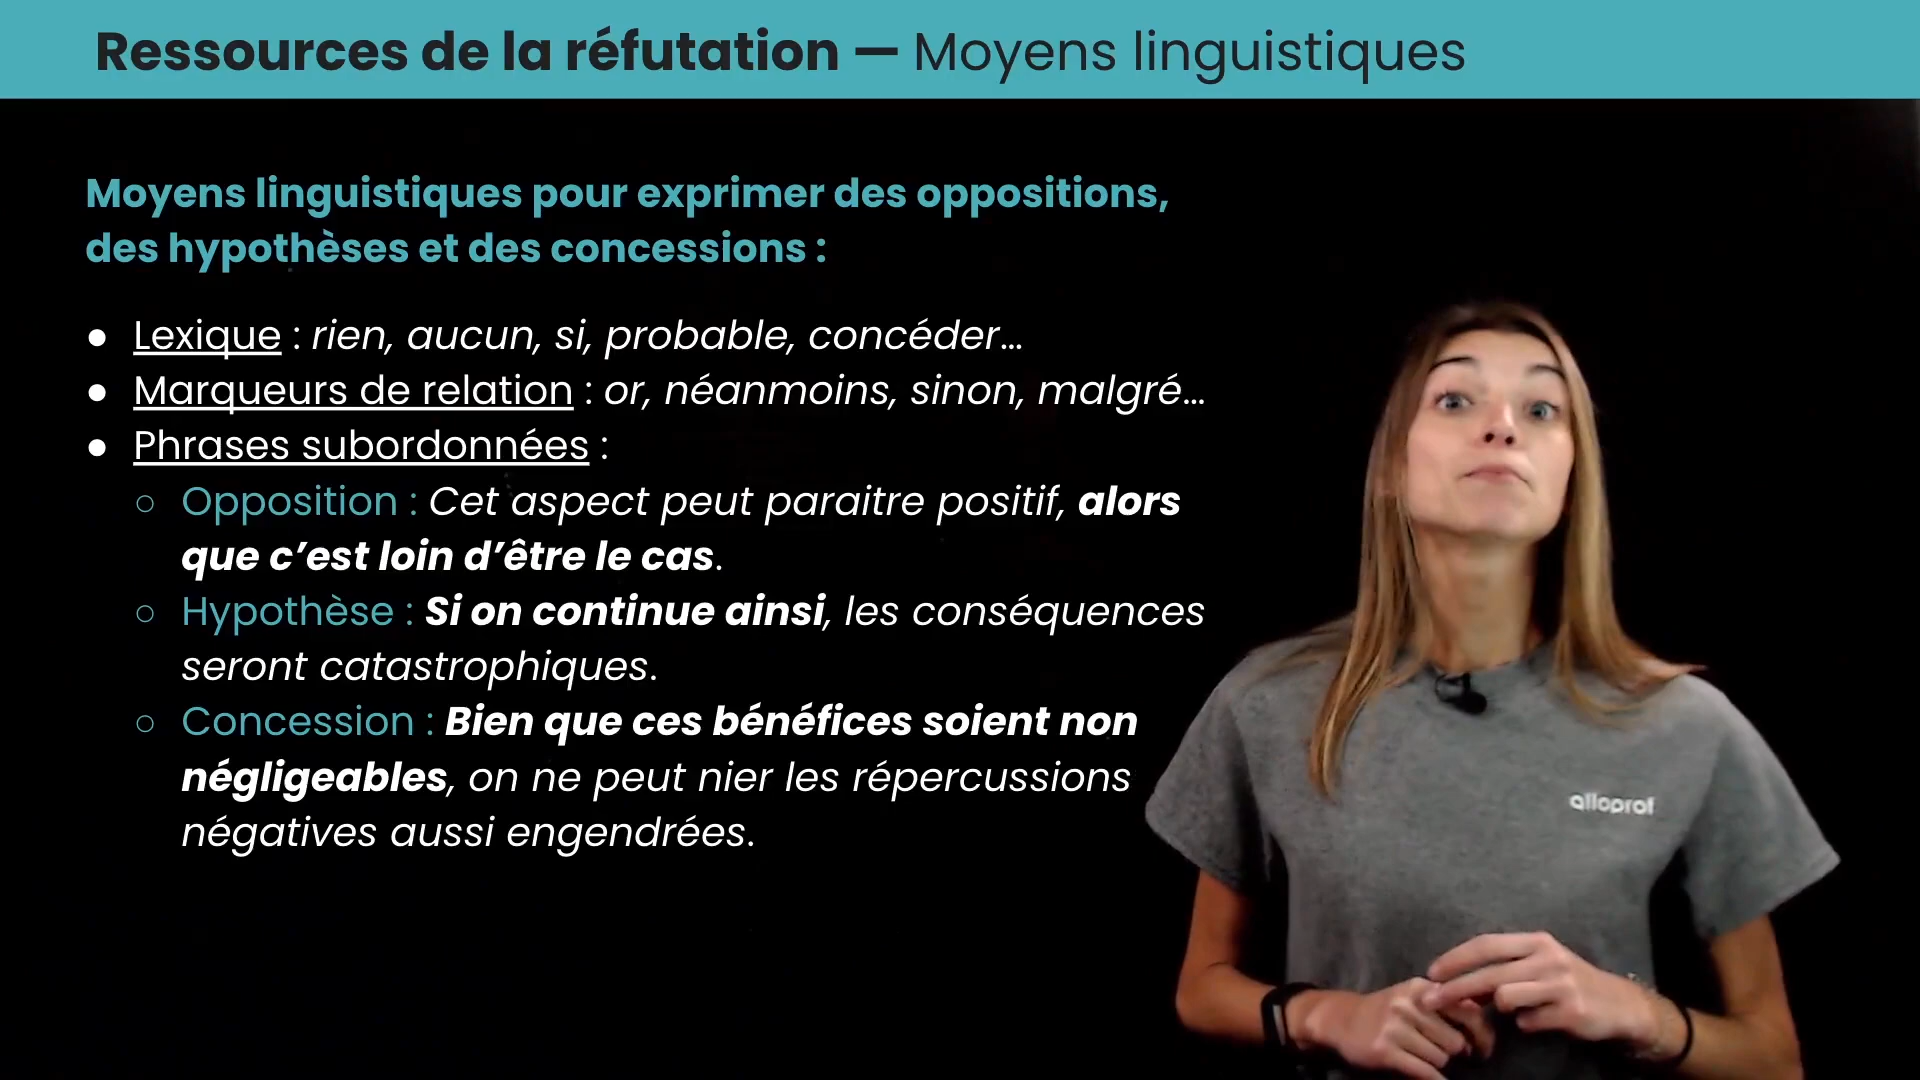 Ressources de la réfutation — Moyens linguistiques
Moyens linguistiques pour exprimer des oppositions,
des hypothèses et des concessions :
● Lexique : rien, aucun, si, probable, concéder…
● Marqueurs de relation : or, néanmoins, sinon, malgré…
● Phrases subordonnées :
○ Opposition : Cet aspect peut paraitre positif, alors
que c’est loin d’être le cas.
○ Hypothèse : Si on continue ainsi, les conséquences
seront catastrophiques.
○ Concession : Bien que ces bénéfices soient non
négligeables, on ne peut nier les répercussions
négatives aussi engendrées.
alloprof